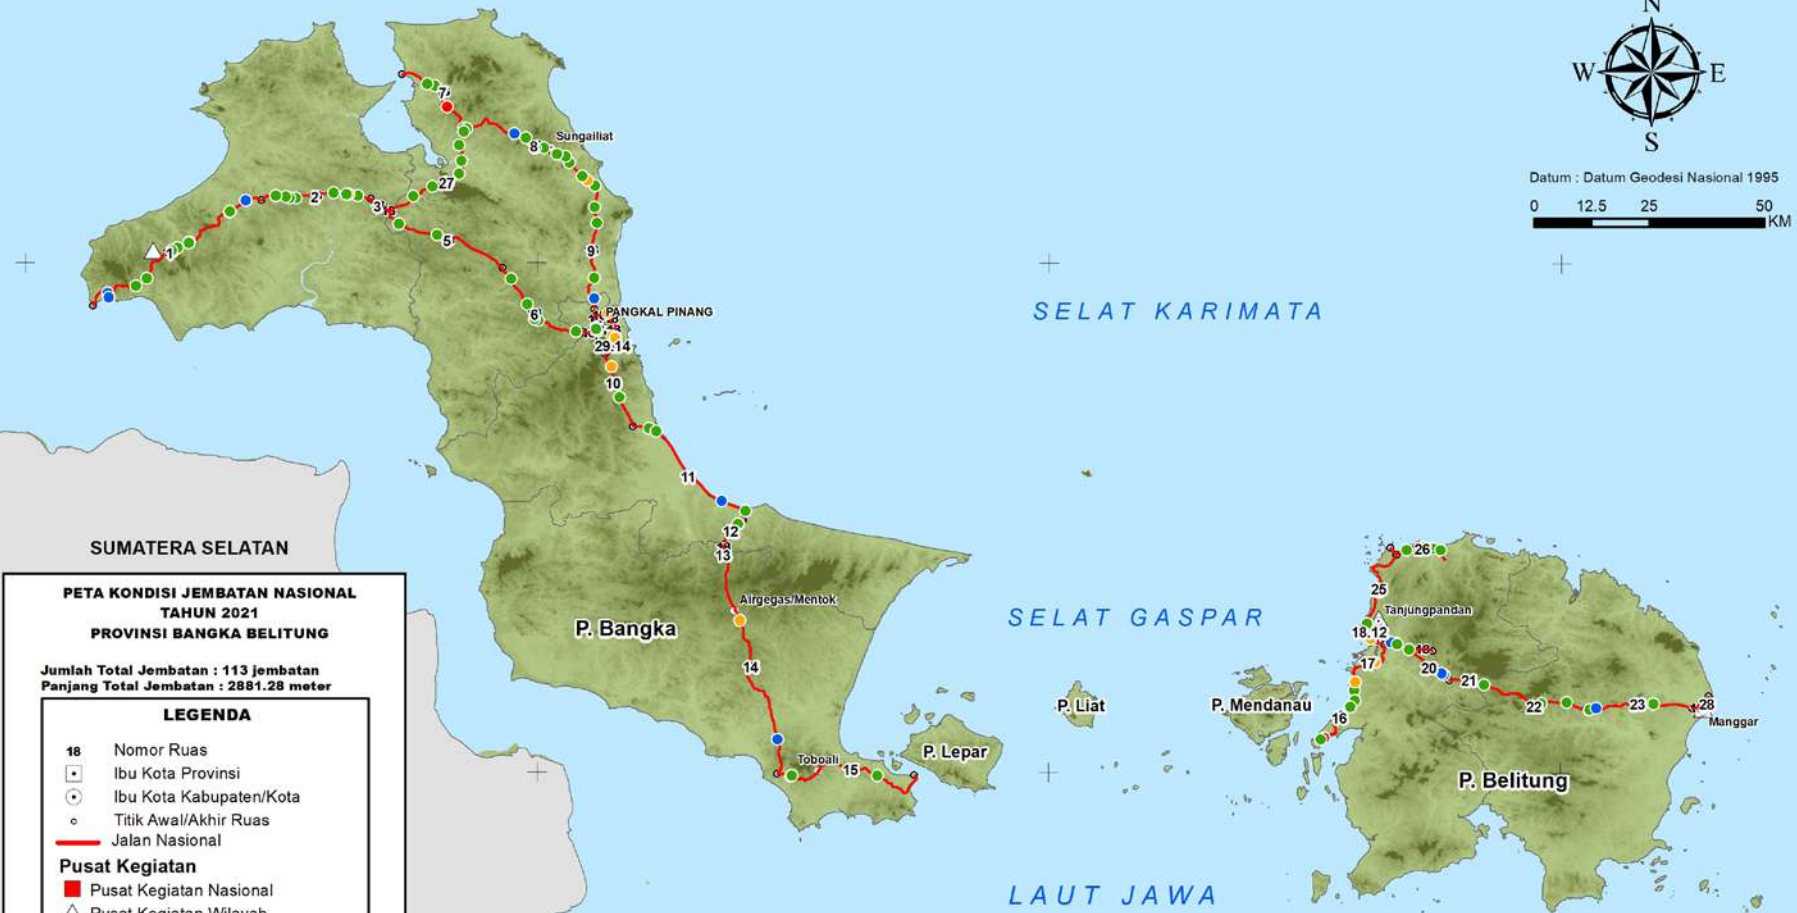 N
W
E
S
Datum : Datum Geodesi Nasional 1995
0 12.5 25 50
KM
7
8
Sungailiat
27
2
3
5
1
9
6
PANGKAL PINANG
29.14
10
SELAT KARIMATA
11
12
13
Airgegas/Mentok
P. Bangka
14
Toboali
15
SELAT GASPAR
P. Liat
P. Mendanau
P. Lepar
26
25
Tanjungpandan
18.12
17
20
21
16
22
23
28
Manggar
P. Belitung
LAUT JAWA
SUMATERA SELATAN
PETA KONDISI JEMBATAN NASIONAL
TAHUN 2021
PROVINSI BANGKA BELITUNG
Jumlah Total Jembatan : 113 jembatan
Panjang Total Jembatan : 2881.28 meter
LEGENDA
18 Nomor Ruas
Ibu Kota Provinsi
Ibu Kota Kabupaten/Kota
Titik Awal/Akhir Ruas
Jalan Nasional
Pusat Kegiatan
Pusat Kegiatan Nasional
Pusat Kegiatan Wilayah